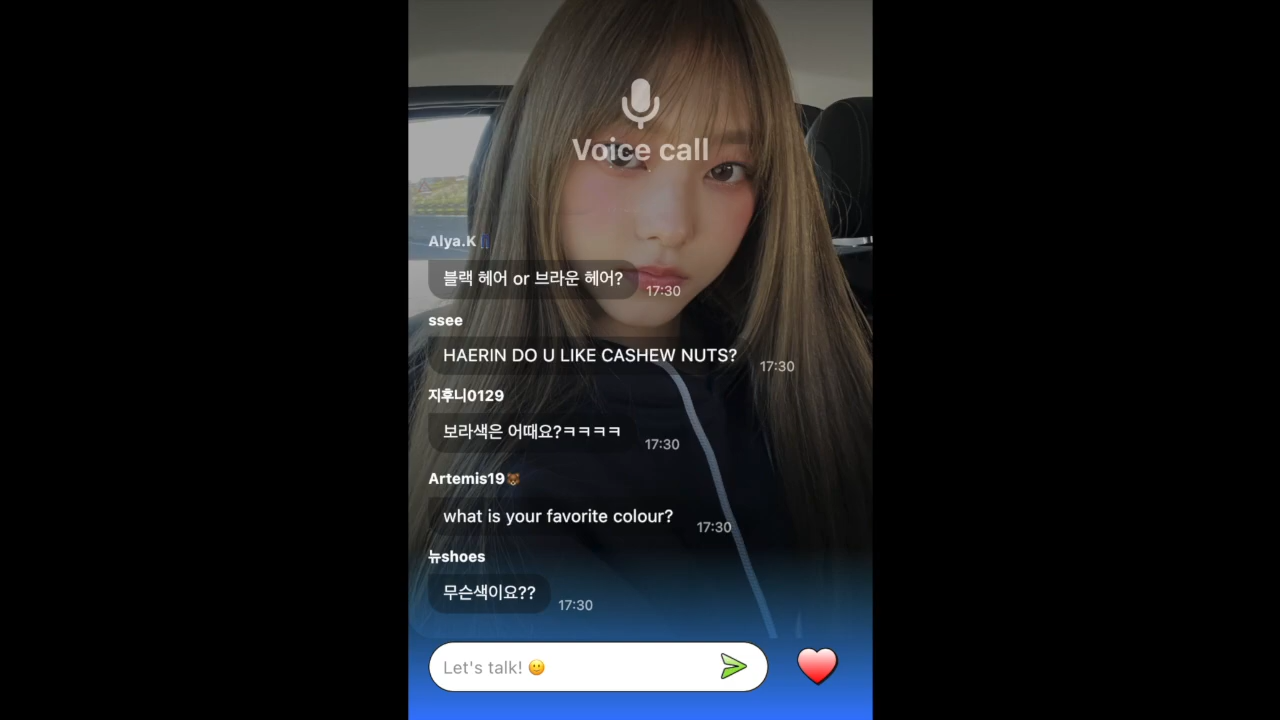 Voice call
Alya.K
블랙 헤어 or 브라운 헤어?
17:30
ssee
HAERIN DO U LIKE CASHEW NUTS?
17:30
지후니0129
보라색은 어때요?ㅋㅋㅋㅋ
17:30
Artemis19🐻
what is your favorite colour?
17:30
뉴shoes
무슨색이요??
17:30
Let's talk! 🙂